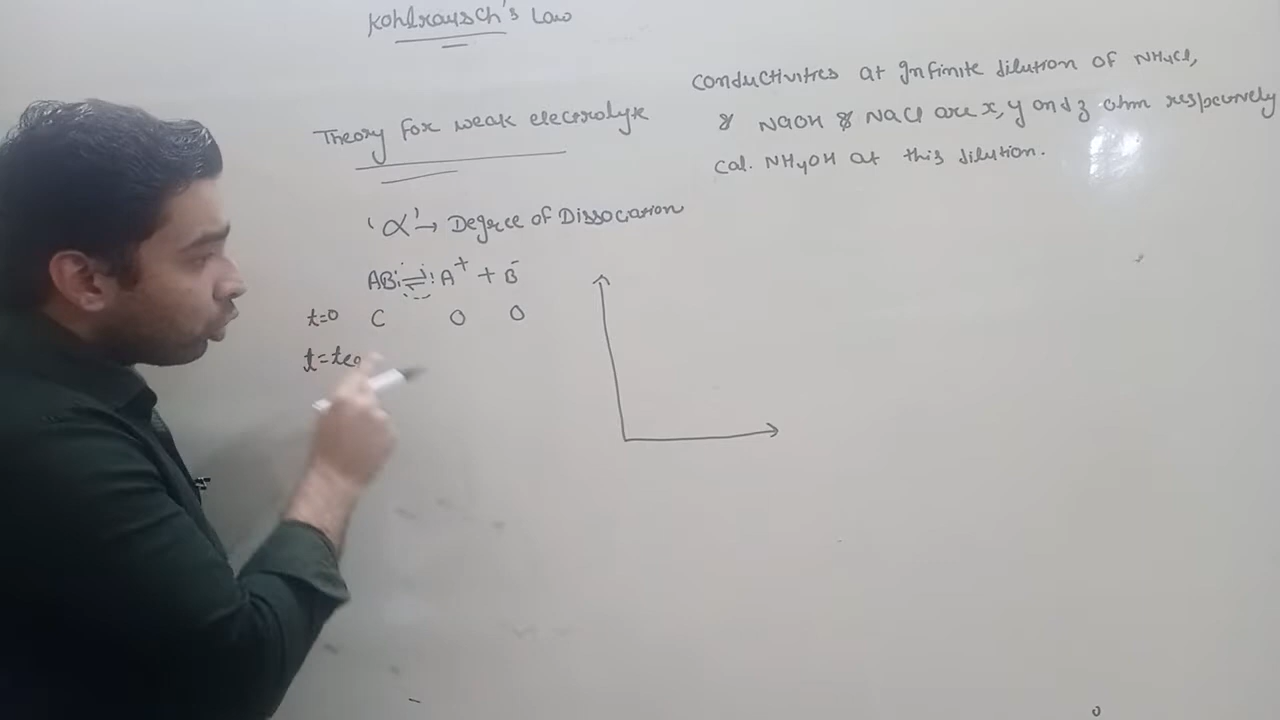 Kohlrausch's Law
Theory For weak electrolyte
'α' → Degree of Dissociation
AB ⇌ A⁺ + B⁻
t=0 C 0 0
t=teq
conductivities at infinite dilution of NH4Cl,
& NaOH & NaCl are x, y and z ohm respectively
cal. NH4OH at this dilution.